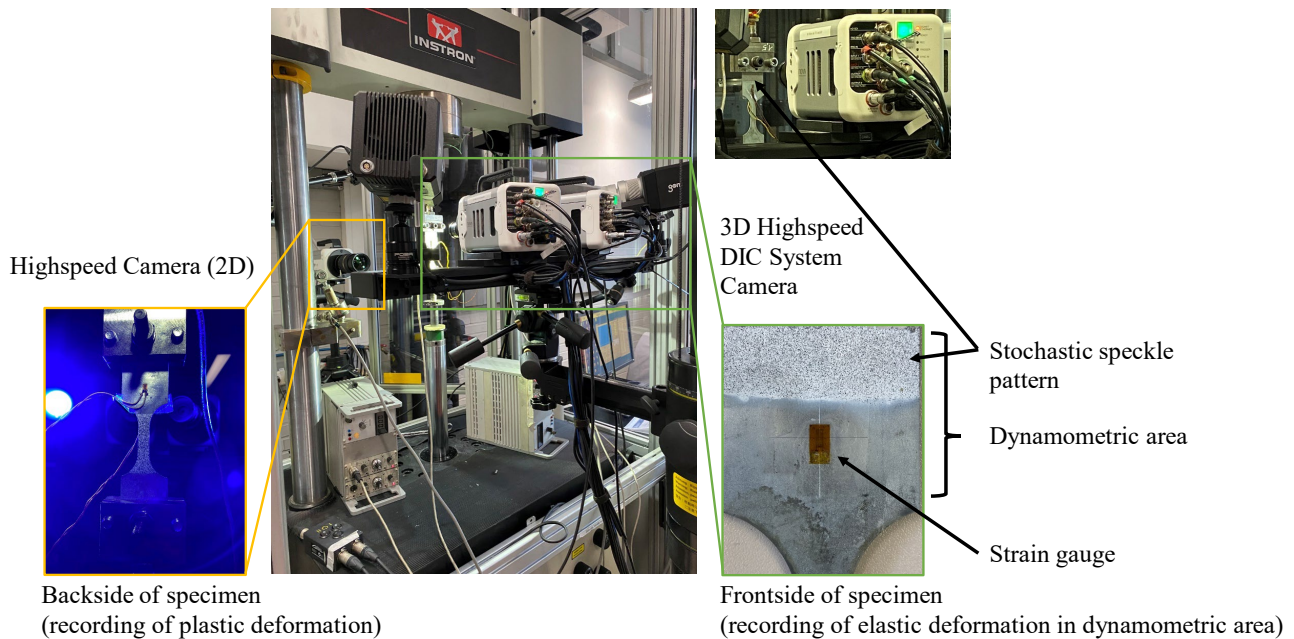 INSTRON
Highspeed Camera (2D)
3D Highspeed
DIC System
Camera
Stochastic speckle
pattern
Dynamometric area
Strain gauge
Backside of specimen
(recording of plastic deformation)
Frontside of specimen
(recording of elastic deformation in dynamometric area)